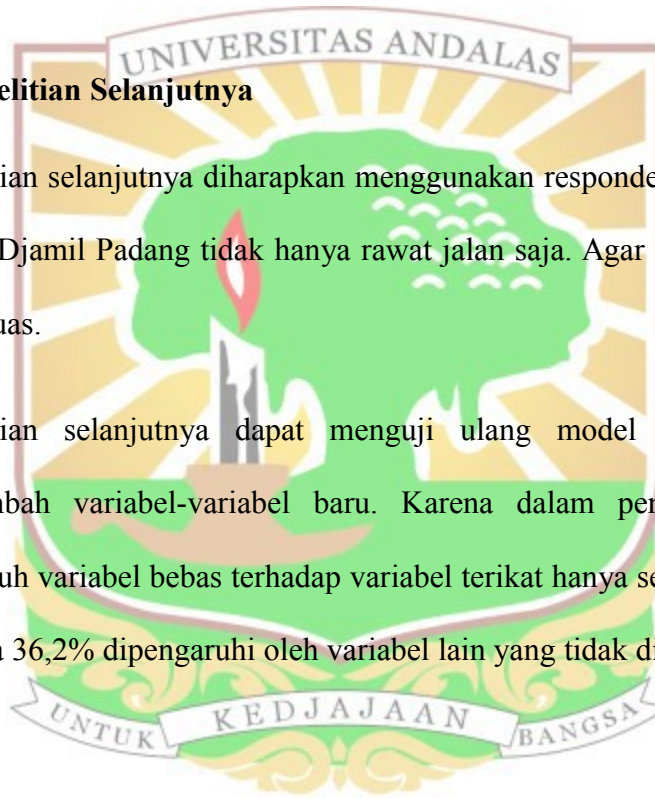 UNIVERSITAS ANDALAS
elitian Selanjutnya
ian selanjutnya diharapkan menggunakan responde
Djamil Padang tidak hanya rawat jalan saja. Agar
uas.
ian selanjutnya dapat menguji ulang model
nbah variabel-variabel baru. Karena dalam per
uh variabel bebas terhadap variabel terikat hanya se
a 36,2% dipengaruhi oleh variabel lain yang tidak di
UNTUK KEDJAJAAN BANGSA